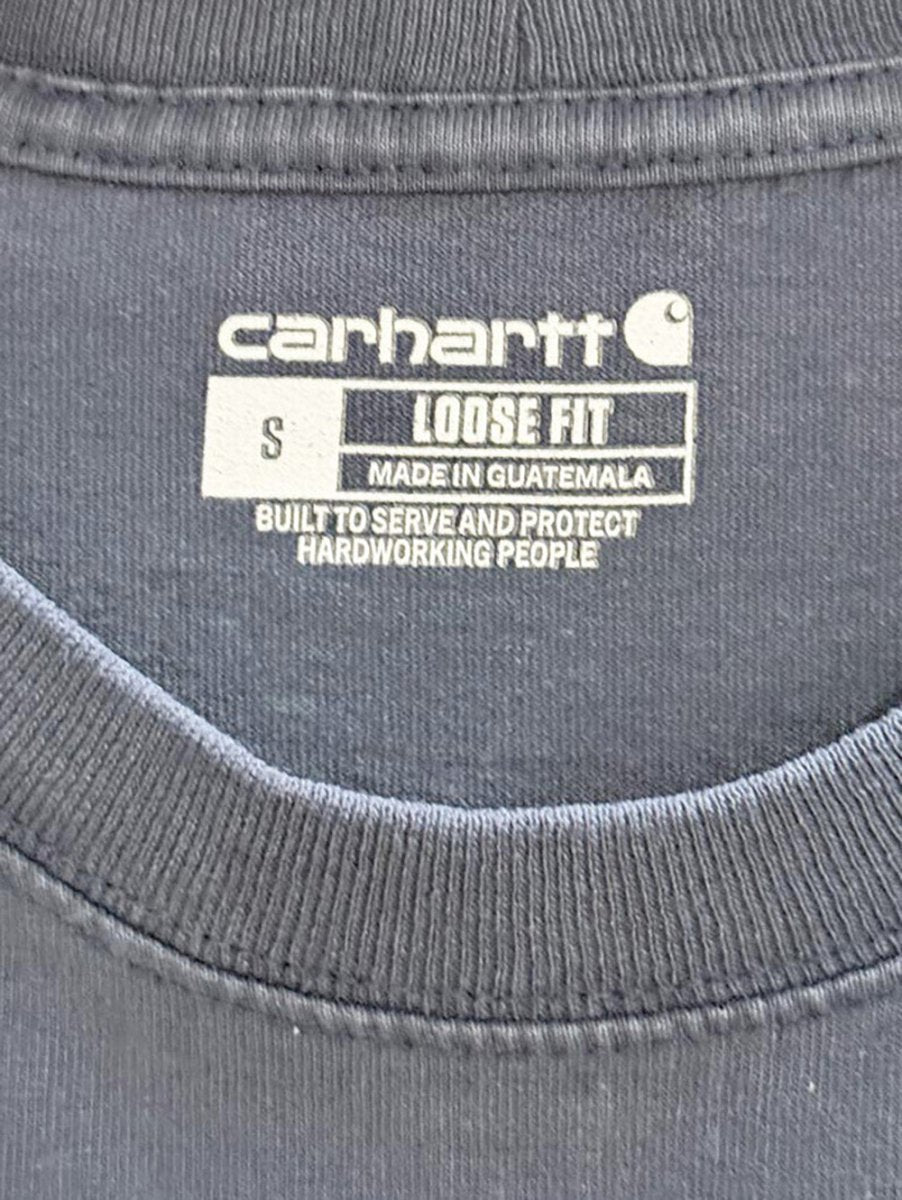 carhartt
S
LOOSE FIT
MADE IN GUATEMALA
BUILT TO SERVE AND PROTECT
HARDWORKING PEOPLE